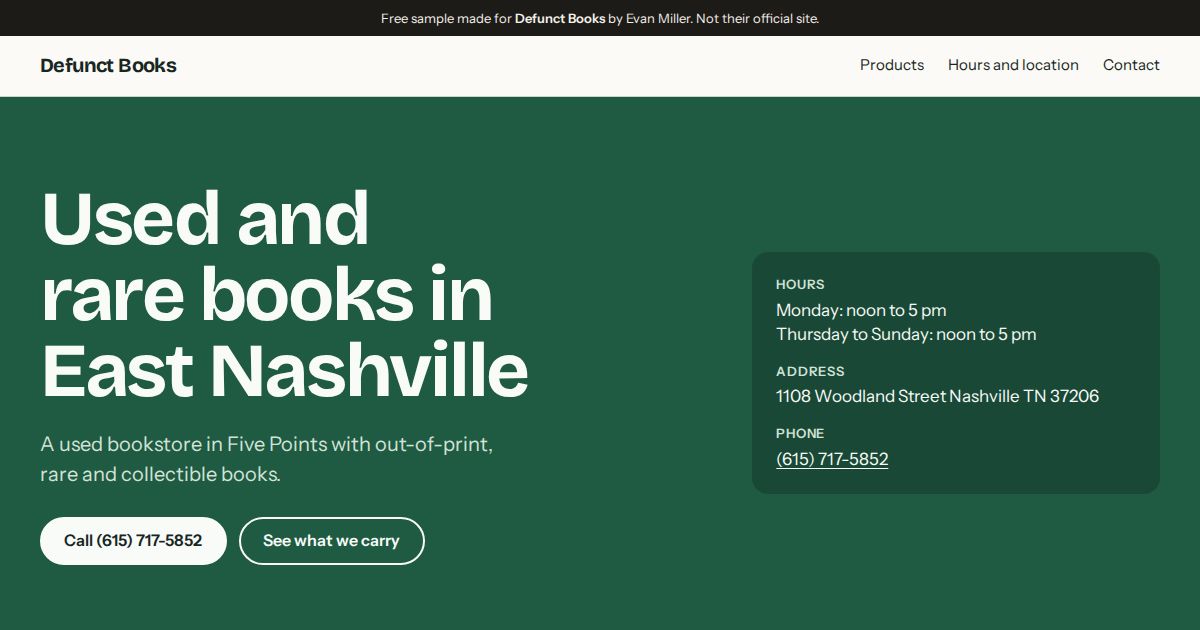 Free sample made for Defunct Books by Evan Miller. Not their official site.
Defunct Books
Products
Hours and location
Contact
Used and
rare books in
East Nashville
A used bookstore in Five Points with out-of-print,
rare and collectible books.
Call (615) 717-5852
See what we carry
HOURS
Monday: noon to 5 pm
Thursday to Sunday: noon to 5 pm
ADDRESS
1108 Woodland Street Nashville TN 37206
PHONE
(615) 717-5852